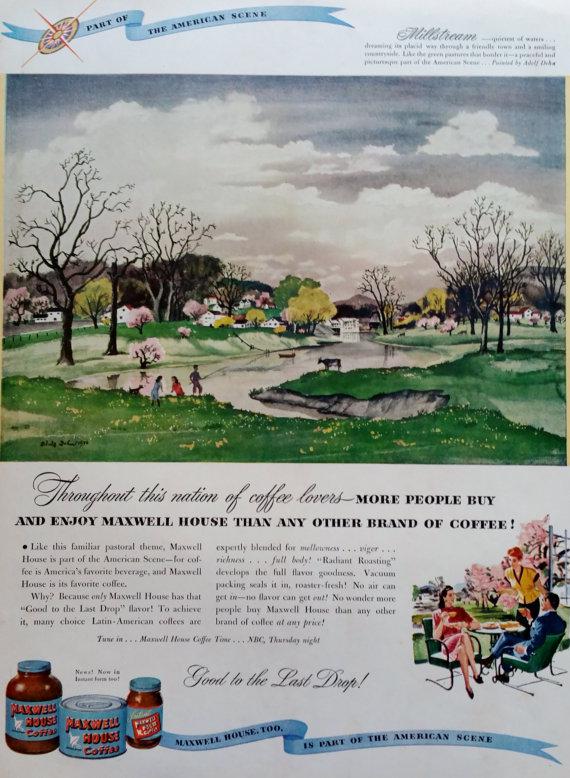 PART OF THE AMERICAN SCENE
Millstream —quietest of waters . . .
dreaming its placid way through a friendly town and a smiling
countryside. Like the green pastures that border it—a peaceful and
picturesque part of the American Scene . . . Painted by Adolf Dehn
Throughout this nation of coffee lovers—MORE PEOPLE BUY
AND ENJOY MAXWELL HOUSE THAN ANY OTHER BRAND OF COFFEE!
• Like this familiar pastoral theme, Maxwell
House is part of the American Scene—for cof-
fee is America's favorite beverage, and Maxwell
House is its favorite coffee.
Why? Because only Maxwell House has that
"Good to the Last Drop" flavor! To achieve
it, many choice Latin-American coffees are
expertly blended for mellowness . . . vigor . . .
richness . . . full body! "Radiant Roasting"
develops the full flavor goodness. Vacuum
packing seals it in, roaster-fresh! No air can
get in—no flavor can get out! No wonder more
people buy Maxwell House than any other
brand of coffee at any price!
Tune in . . . Maxwell House Coffee Time . . . NBC, Thursday night
News! Now in
Instant form too!
Good to the Last Drop!
MAXWELL
HOUSE
Coffee
MAXWELL
HOUSE
Coffee
Instant
MAXWELL
HOUSE
MAXWELL HOUSE, TOO, IS PART OF THE AMERICAN SCENE